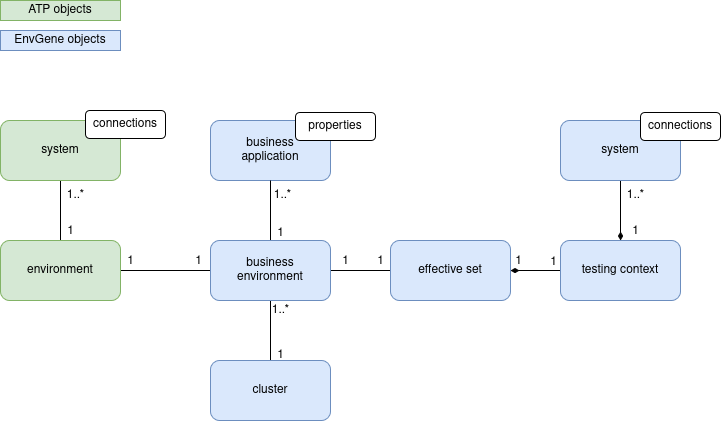 ATP objects
EnvGene objects
connections
system
properties
business
application
connections
system
1..*
1..*
1..*
1
1
1
environment
1
1
business
environment
1
1
effective set
1
1
testing context
1..*
1
cluster